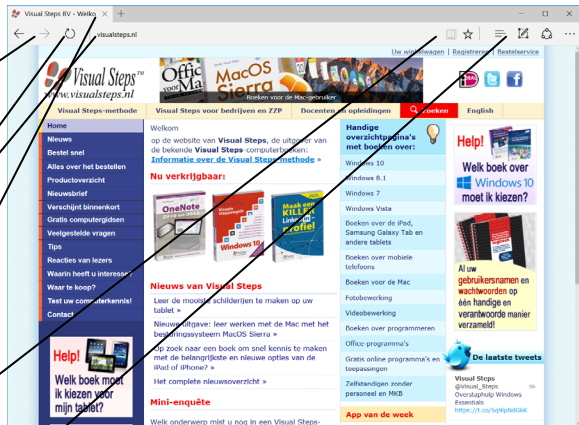 Visual Steps BV - Welko
visualsteps.nl
Uw winkelwagen | Registreren | Bestelservice
Visual Steps™
www.visualsteps.nl
Offic
voor Ma
MacOS
Sierra
Boeken voor de Mac-gebruiker
Visual Steps-methode
Visual Steps voor bedrijven en ZZP
Docenten en opleidingen
Zoeken
English
Home
Nieuws
Bestel snel
Alles over het bestellen
Productoverzicht
Nieuwsbrief
Verschijnt binnenkort
Gratis computergidsen
Veelgestelde vragen
Tips
Reacties van lezers
Waarin heeft u interesse?
Waar te koop?
Test uw computerkennis!
Contact
Help!
Welk boek moet
ik kiezen voor
mijn tablet?
Welkom
op de website van Visual Steps, de uitgever van
de bekende Visual Steps-computerboeken:
Informatie over de Visual Steps-methode »
Nu verkrijgbaar:
OneNote
Windows 10
Maak een
KILLER
LinkedIn
profiel
Nieuws van Visual Steps
Leer de mooiste schilderijen te maken op uw
tablet »
Nieuwe uitgave: leer werken met de Mac met het
besturingssysteem MacOS Sierra »
Op zoek naar een boek om snel kennis te maken
met de belangrijkste en nieuwe opties van de
iPad of iPhone? »
Het complete nieuwsoverzicht »
Mini-enquête
Welk onderwerp mist u nog in een Visual Steps-
Handige
overzichtpagina's
met boeken over:
Windows 10
Windows 8.1
Windows 7
Windows Vista
Boeken over de iPad,
Samsung Galaxy Tab en
andere tablets
Boeken over mobiele
telefoons
Boeken voor de Mac
Fotobewerking
Videobewerking
Boeken over programmeren
Office-programma's
Gratis online programma's en
toepassingen
Zelfstandigen zonder
personeel en MKB
App van de week
Help!
Welk boek over
Windows 10
moet ik kiezen?
Al uw
gebruikersnamen en
wachtwoorden op
één handige en
verantwoorde manier
verzameld!
De laatste tweets
Visual Steps
@Visual_Steps
Overstaphulp Windows
Essentials